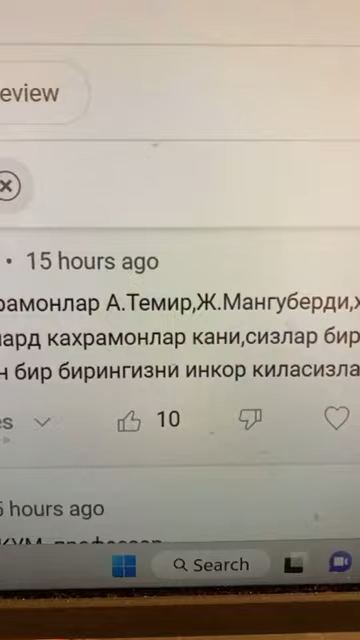 eview
• 15 hours ago
рамонлар А.Темир,Ж.Мангуберди,х
ард кахрамонлар кани,сизлар бир
н бир бирингизни инкор киласизла
es
10
5 hours ago
Search